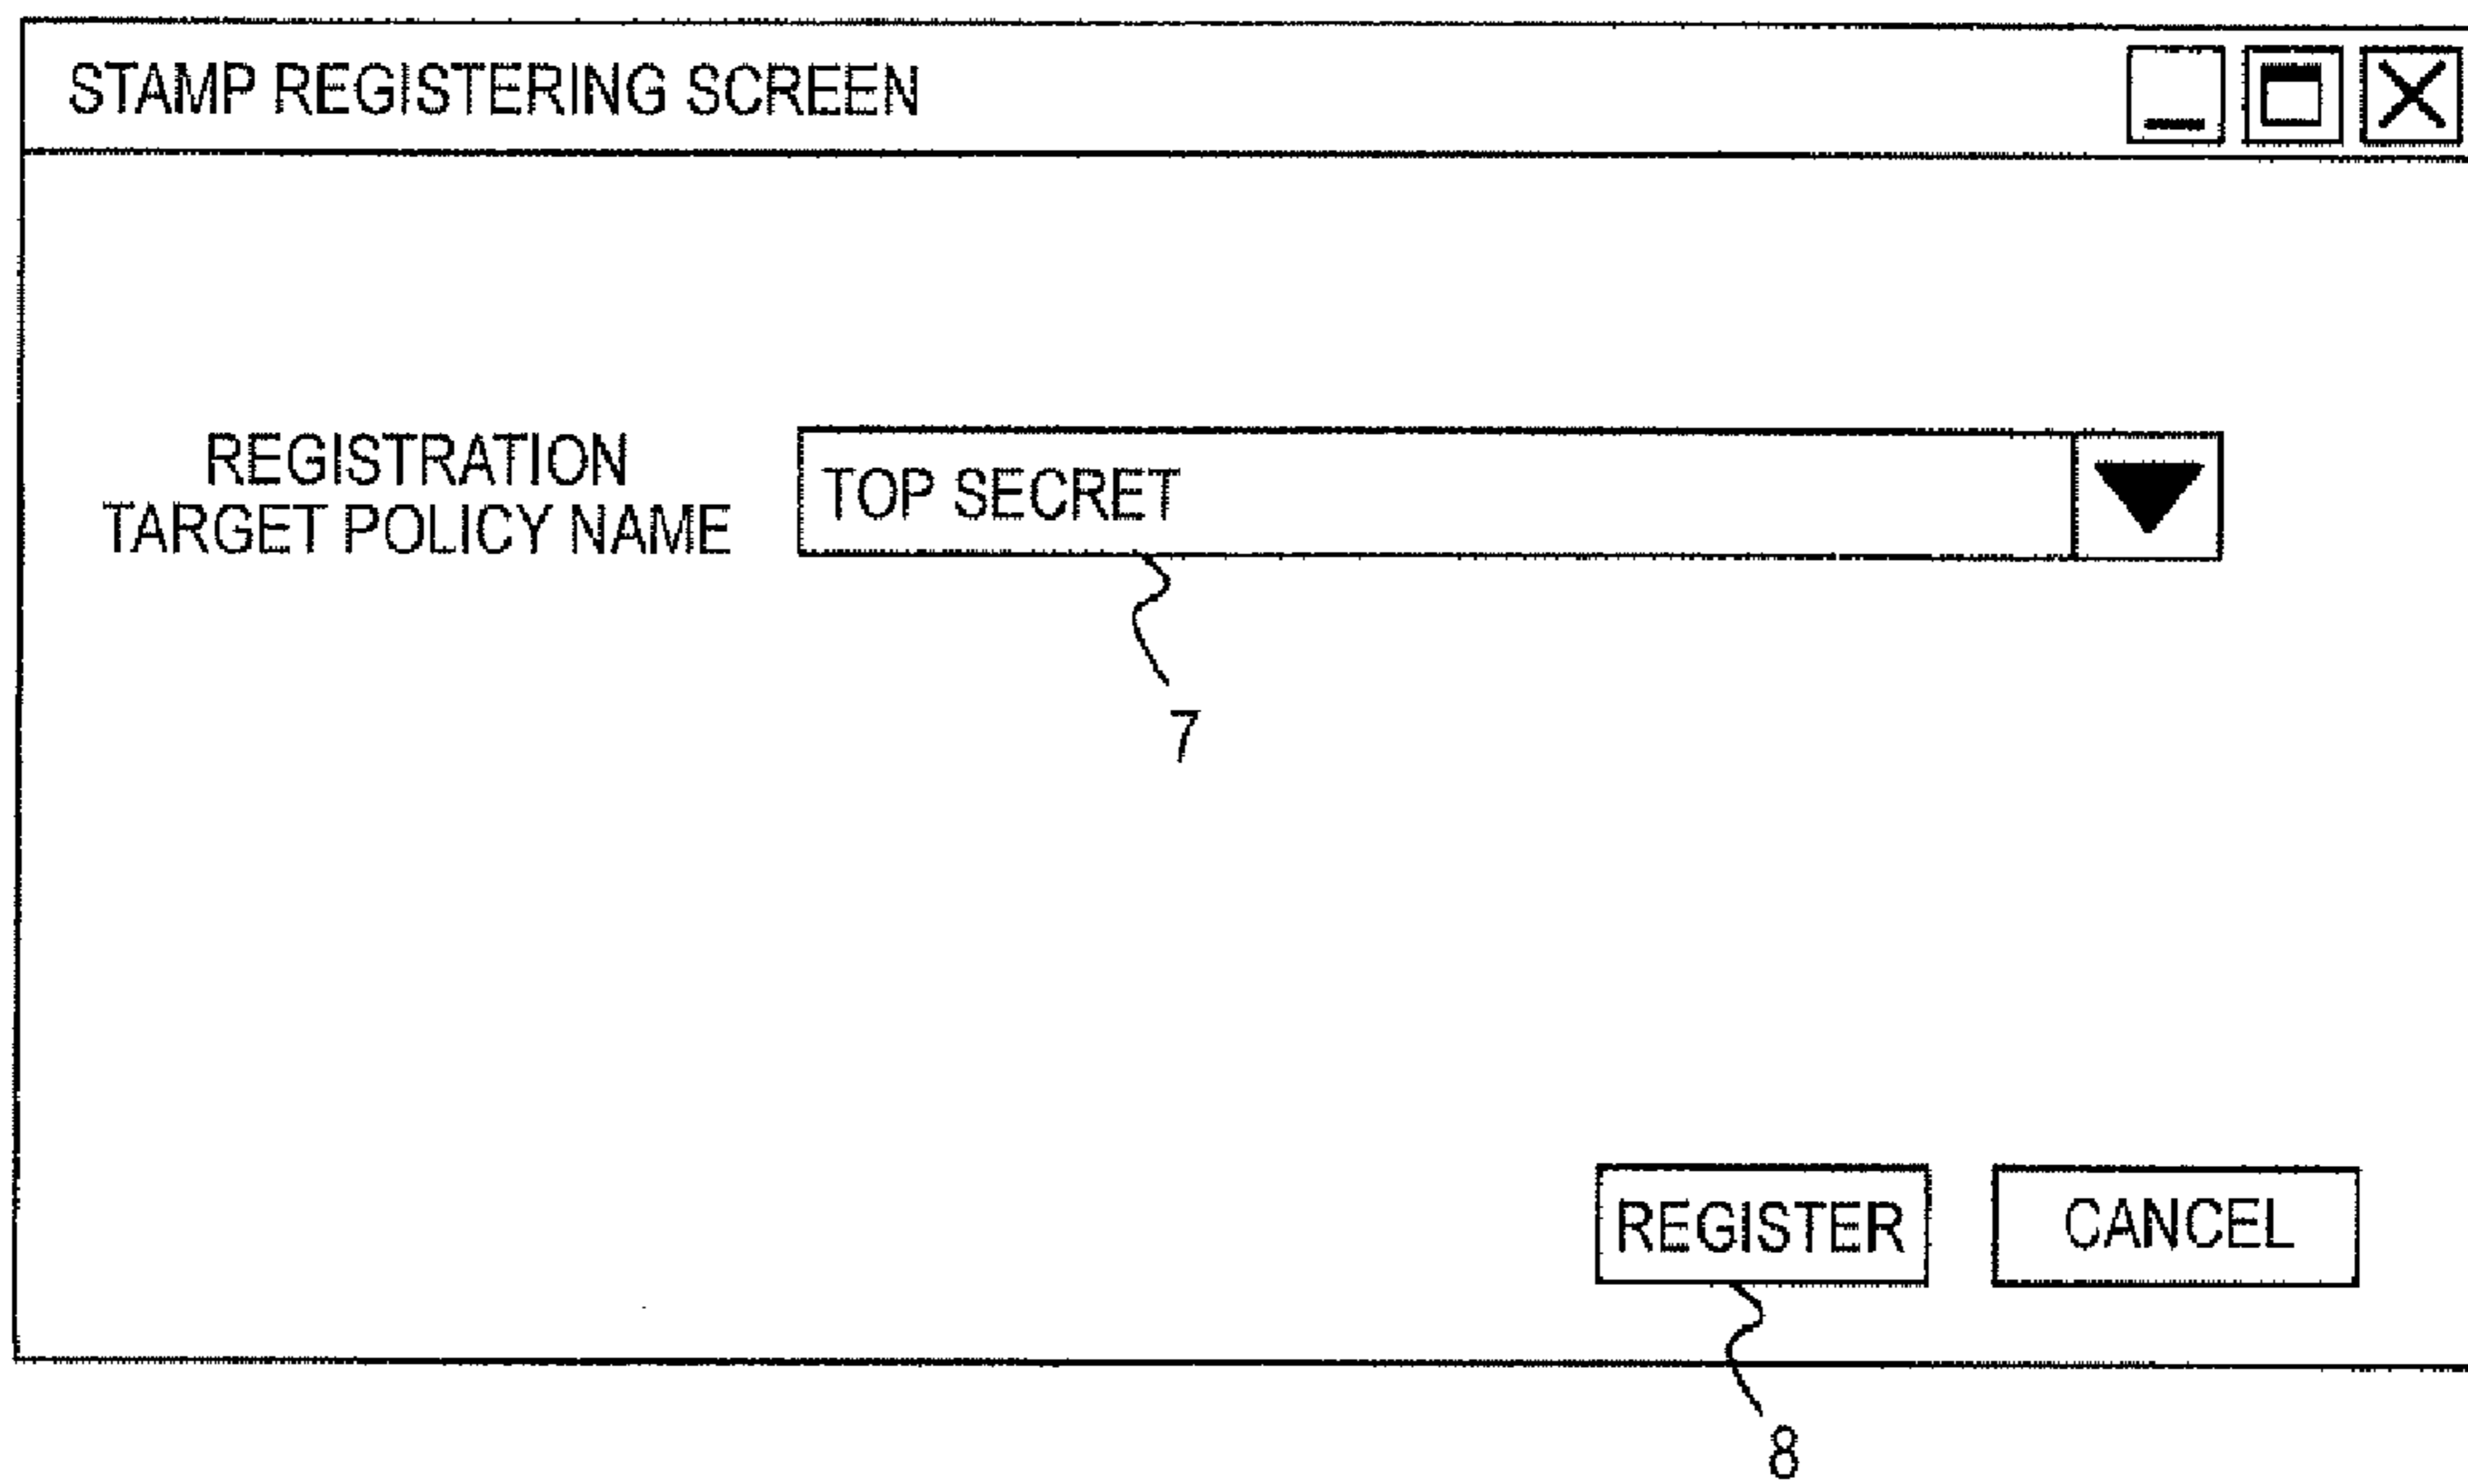 STAMP REGISTERING SCREEN
REGISTRATION
TARGET POLICY NAME
TOP SECRET
7
REGISTER
CANCEL
8